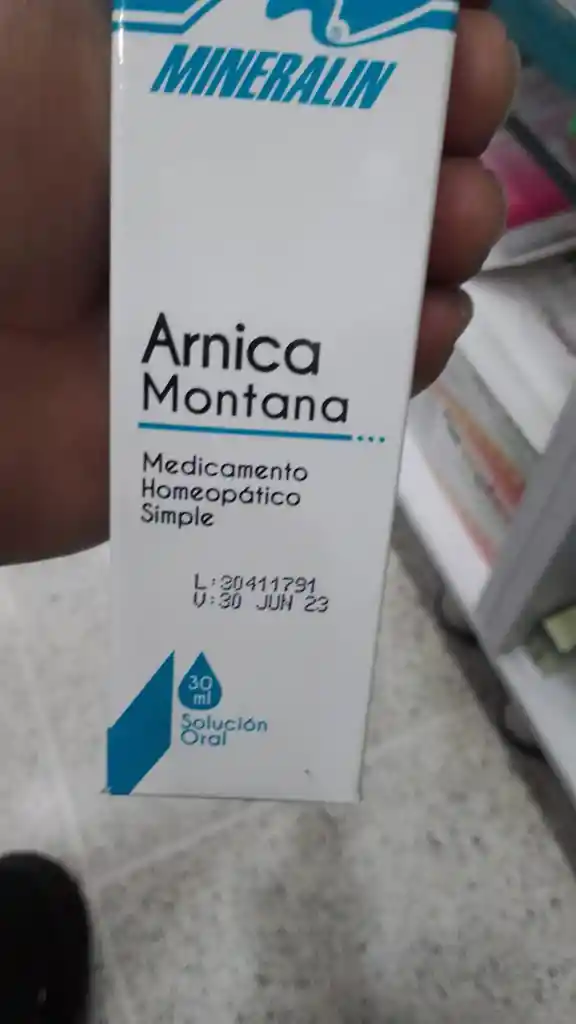 MINERALIN
Arnica
Montana
Medicamento
Homeopático
Simple
L:30411791
V:30 JUN 23
30
ml
Solución
Oral